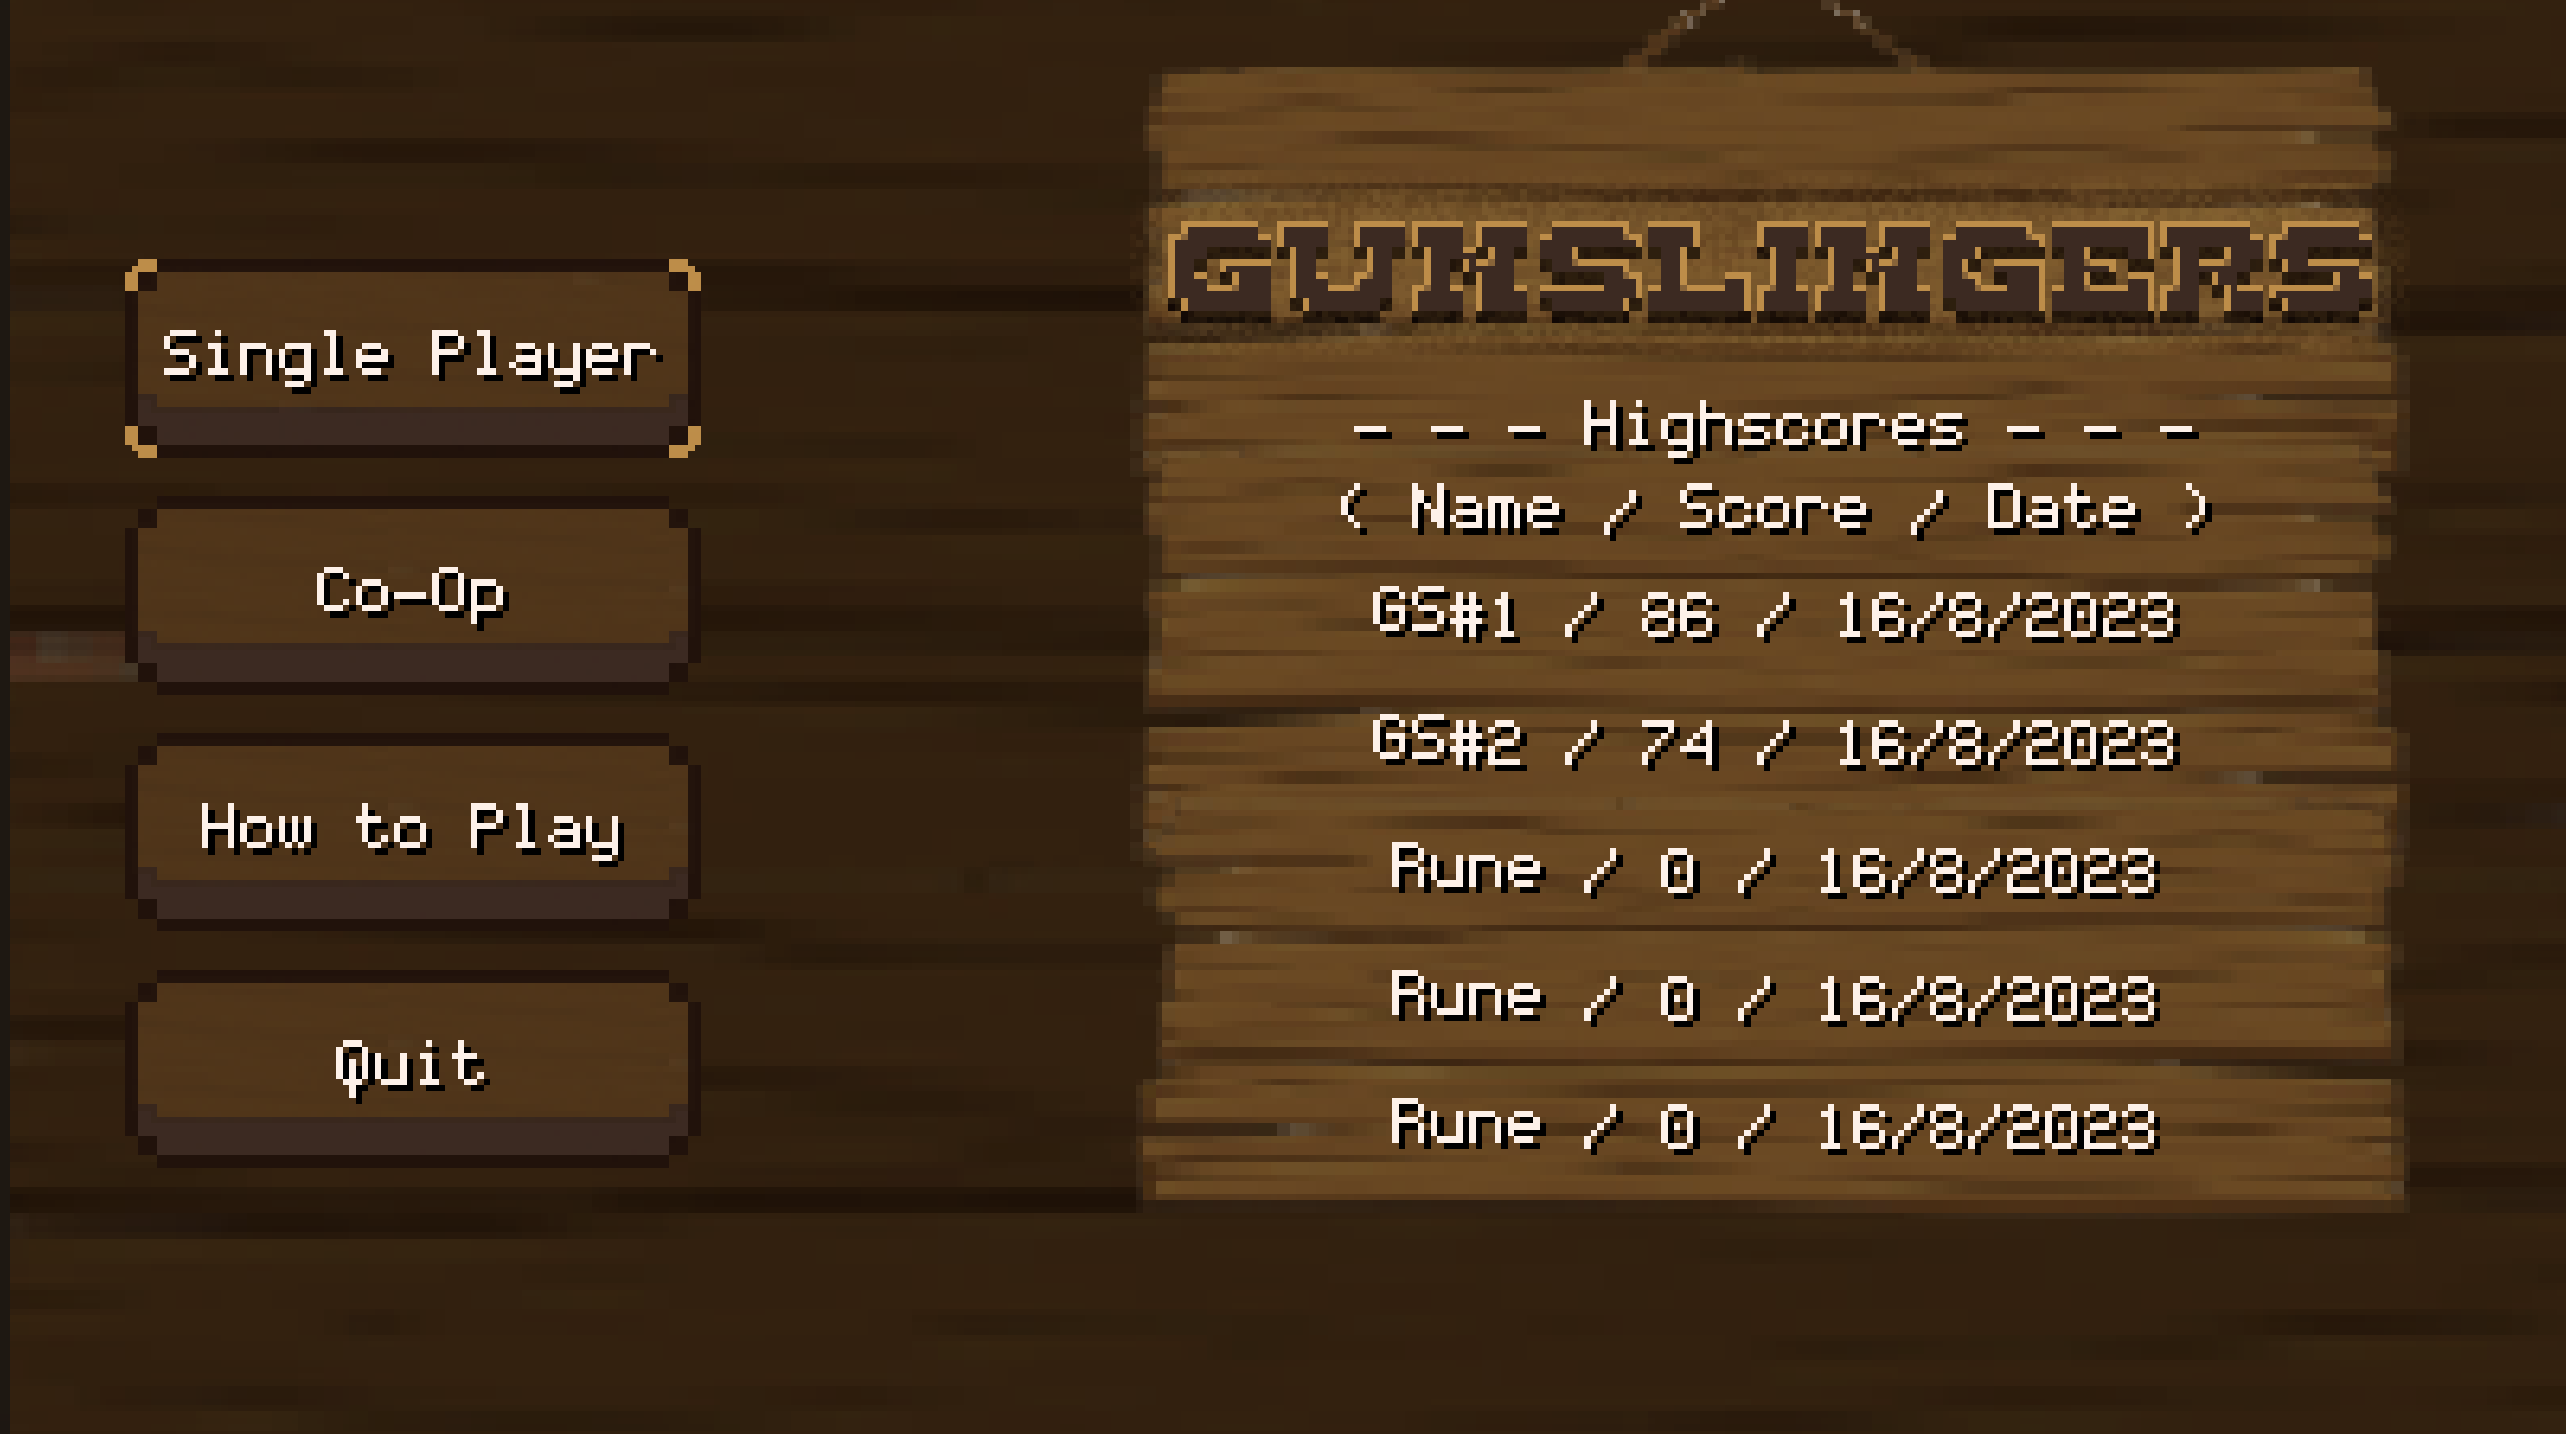 Single Player
Co-Op
How to Play
Quit
GUNSLINGERS
- - - Highscores - - -
( Name / Score / Date )
GS#1 / 86 / 16/8/2023
GS#2 / 74 / 16/8/2023
Rune / 0 / 16/8/2023
Rune / 0 / 16/8/2023
Rune / 0 / 16/8/2023